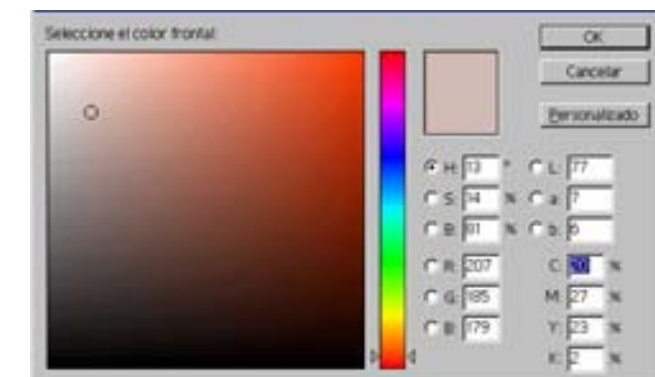 Seleccione el color frontal:
OK
Cancelar
Personalizado
H: 13 °
S: 14 %
B: 81 %
R: 207
G: 185
B: 179
L: 77
a: 7
b: 6
C: 20 %
M: 27 %
Y: 23 %
K: 2 %